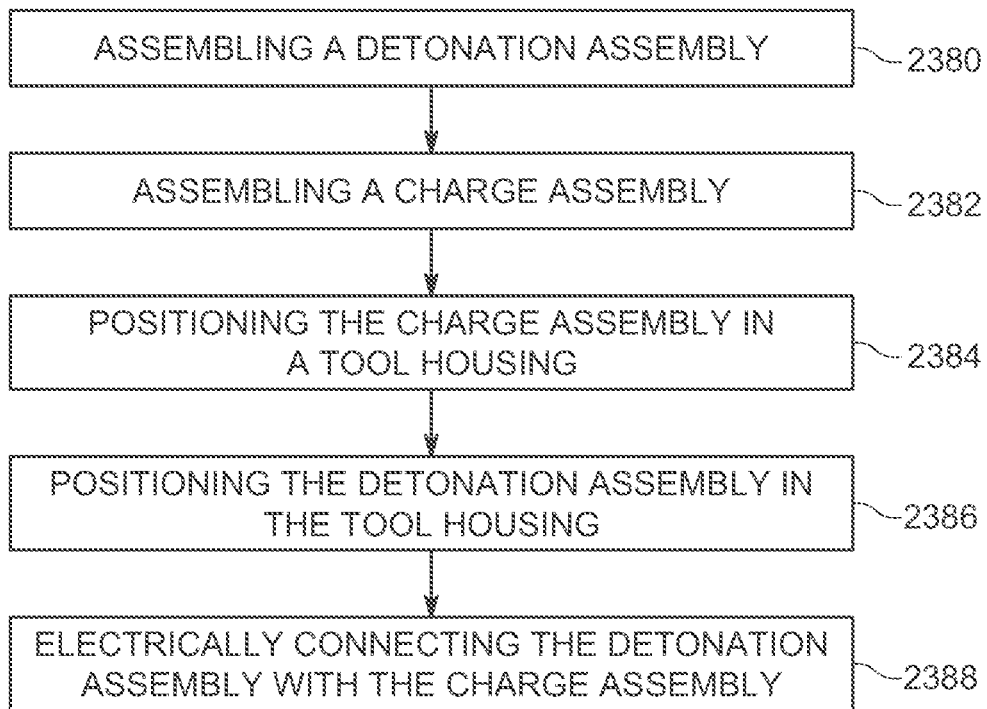 ASSEMBLING A DETONATION ASSEMBLY
2380
ASSEMBLING A CHARGE ASSEMBLY
2382
POSITIONING THE CHARGE ASSEMBLY IN
A TOOL HOUSING
2384
POSITIONING THE DETONATION ASSEMBLY IN
THE TOOL HOUSING
2386
ELECTRICALLY CONNECTING THE DETONATION
ASSEMBLY WITH THE CHARGE ASSEMBLY
2388